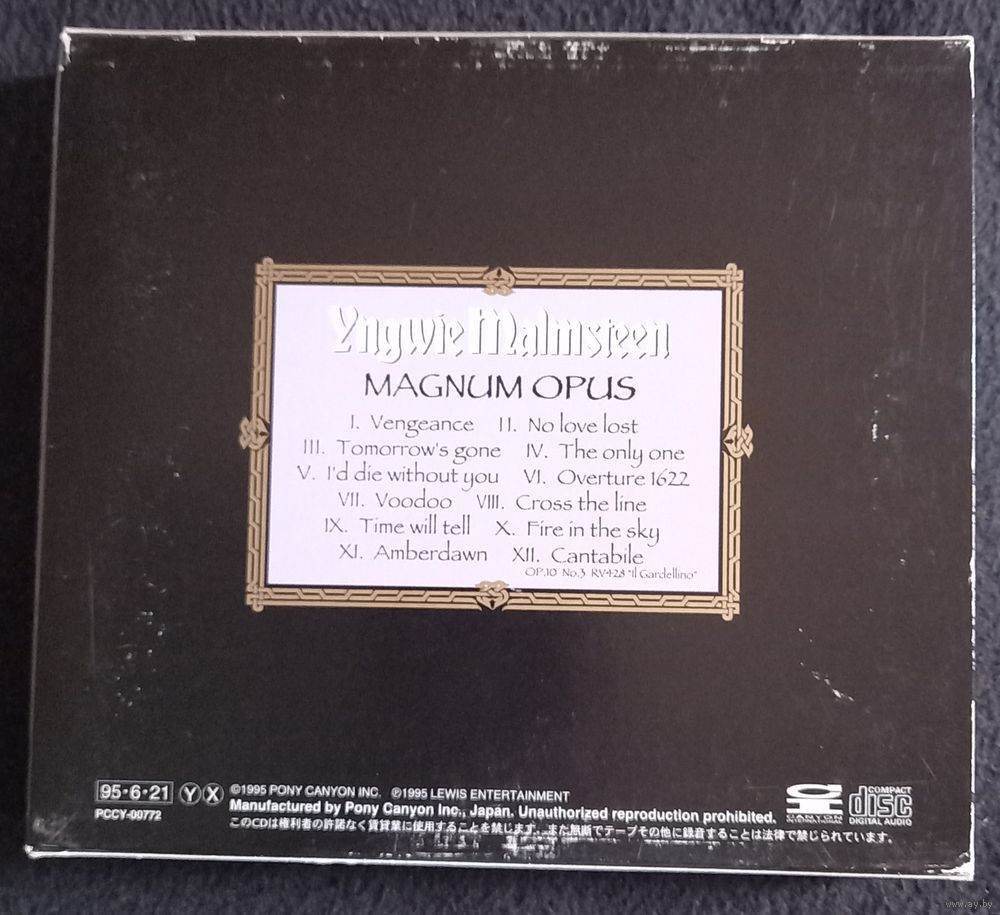 Yngwie Malmsteen
MAGNUM OPUS
I. Vengeance II. No love lost
III. Tomorrow's gone IV. The only one
V. I'd die without you VI. Overture 1622
VII. Voodoo VIII. Cross the line
IX. Time will tell X. Fire in the sky
XI. Amberdawn XII. Cantabile
OP.10 No.3 RV428 "Il Gardellino"
95・6・21 Y X ©1995 PONY CANYON INC. ℗1995 LEWIS ENTERTAINMENT
PCCY-00772 Manufactured by Pony Canyon Inc., Japan. Unauthorized reproduction prohibited.
このCDは権利者の許諾なく賃貸業に使用することを禁じます。また無断でテープその他に録音することは法律で禁じられています。
CANYON INTERNATIONAL
COMPACT disc DIGITAL AUDIO
www.ay.by